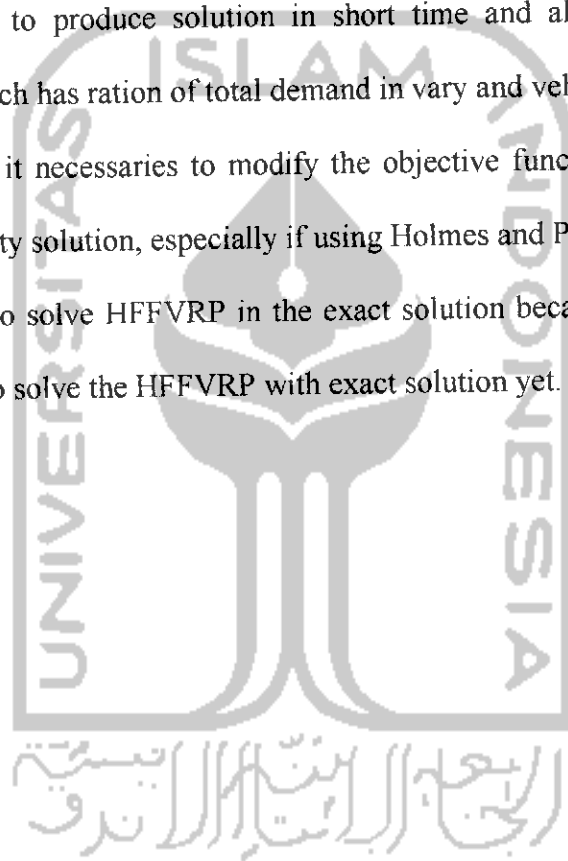 to produce solution in short time and al
ch has ration of total demand in vary and veh
it necessaries to modify the objective func
ty solution, especially if using Holmes and P
o solve HFFVRP in the exact solution beca
o solve the HFFVRP with exact solution yet.
ISLAM
UNIVERSITAS
INDONESIA